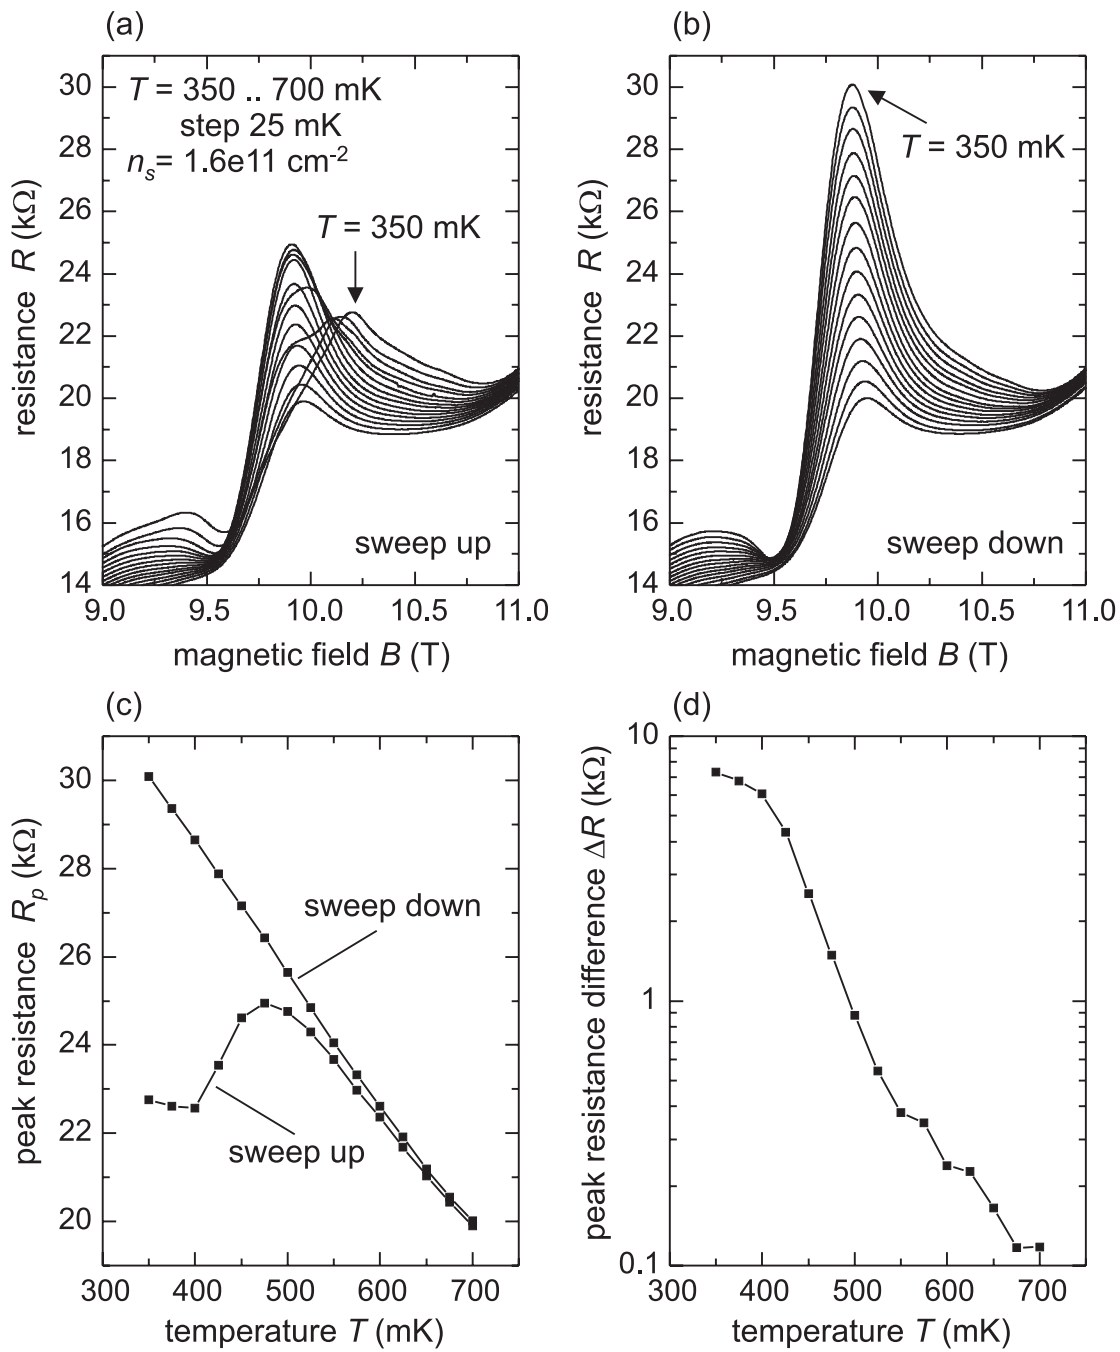 (a)
T = 350 .. 700 mK
step 25 mK
nₛ= 1.6e11 cm⁻²
T = 350 mK
sweep up
30
28
26
24
22
20
18
16
14
9.0 9.5 10.0 10.5 11.0
resistance R (kΩ)
magnetic field B (T)
(b)
T = 350 mK
sweep down
30
28
26
24
22
20
18
16
14
9.0 9.5 10.0 10.5 11.0
resistance R (kΩ)
magnetic field B (T)
(c)
30
28
26
24
22
20
sweep down
sweep up
300 400 500 600 700
peak resistance Rₚ (kΩ)
temperature T (mK)
(d)
10
1
0.1
300 400 500 600 700
peak resistance difference ΔR (kΩ)
temperature T (mK)